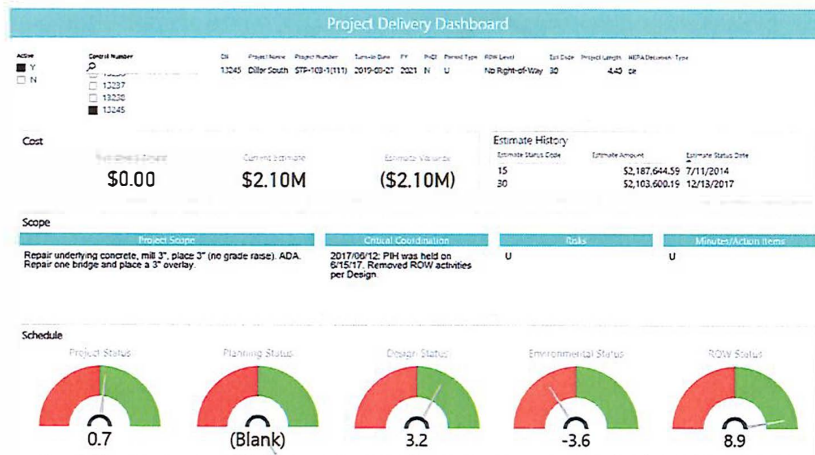 Project Delivery Dashboard
Active
Y
N
Control Number
13237
13238
13245
CN Project Name Project Number Turn-in Date FY PHCI Permit Type ROW Level Est Code Project Length NEPA Document Type
13245 Diller South STP-103-1(111) 2019-03-27 2021 N U No Right-of-Way 30 4.43 ce
Cost
Current Estimate Estimate Variance
$0.00 $2.10M ($2.10M)
Estimate History
Estimate Status Code Estimate Amount Estimate Status Date
15 $2,187,644.59 7/11/2014
30 $2,103,600.19 12/13/2017
Scope
Project Scope Critical Coordination Risks Minutes/Action Items
Repair underlying concrete, mill 3", place 3" (no grade raise). ADA.
Repair one bridge and place a 3" overlay.
2017/06/12: PIH was held on
6/15/17. Removed ROW activities
per Design.
U
U
Schedule
Project Status Planning Status Design Status Environmental Status ROW Status
0.7 (Blank) 3.2 -3.6 8.9